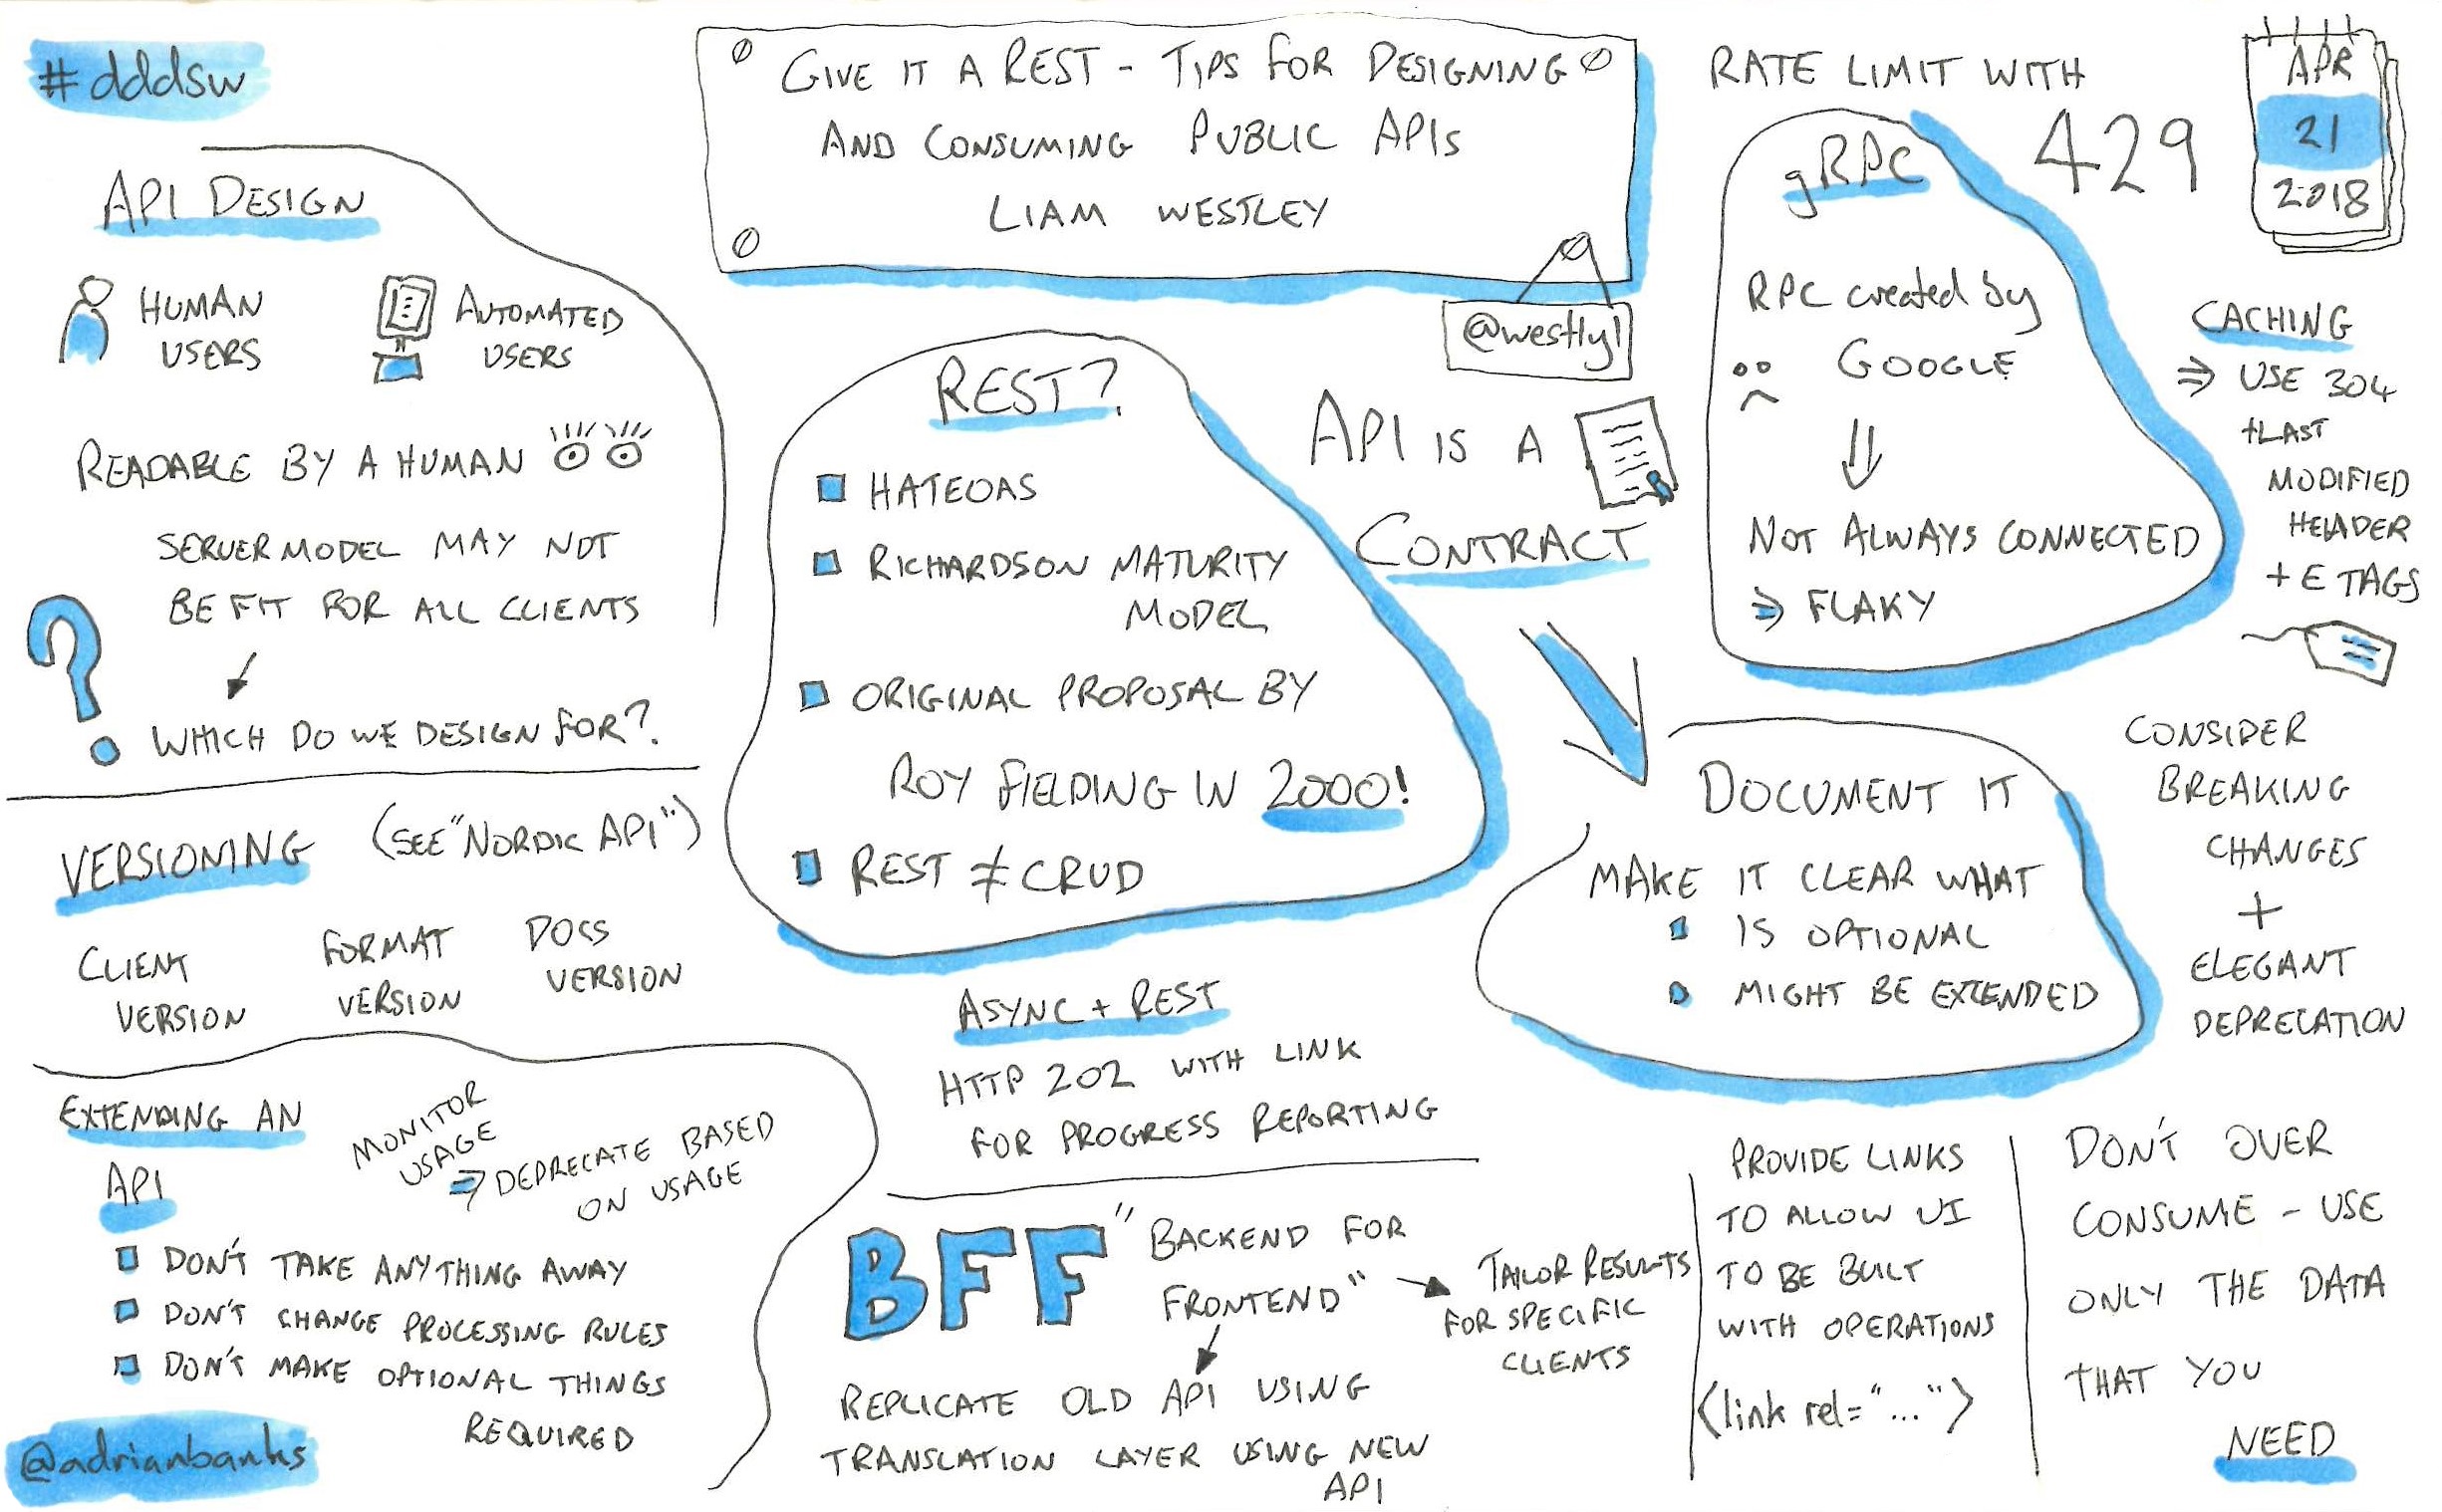 #dddsw
GIVE IT A REST - TIPS FOR DESIGNING
AND CONSUMING PUBLIC APIs
LIAM WESTLEY
@westlyl
RATE LIMIT WITH
429
APR
21
2018
API DESIGN
HUMAN
USERS
AUTOMATED
USERS
READABLE BY A HUMAN
SERVER MODEL MAY NOT
BE FIT FOR ALL CLIENTS
? WHICH DO WE DESIGN FOR?
VERSIONING (SEE "NORDIC API")
CLIENT
VERSION
FORMAT
VERSION
DOCS
VERSION
EXTENDING AN
API
MONITOR
USAGE
⇒ DEPRECATE BASED
ON USAGE
DON'T TAKE ANYTHING AWAY
DON'T CHANGE PROCESSING RULES
DON'T MAKE OPTIONAL THINGS
REQUIRED
@adrianbanks
REST?
HATEOAS
RICHARDSON MATURITY
MODEL
ORIGINAL PROPOSAL BY
ROY FIELDING IN 2000!
REST ≠ CRUD
ASYNC + REST
HTTP 202 WITH LINK
FOR PROGRESS REPORTING
BFF "BACKEND FOR
FRONTEND"
TAILOR RESULTS
FOR SPECIFIC
CLIENTS
REPLICATE OLD API USING
TRANSLATION LAYER USING NEW
API
API IS A
CONTRACT
gRPC
RPC created by
GOOGLE
NOT ALWAYS CONNECTED
⇒ FLAKY
CACHING
⇒ USE 304
+LAST
MODIFIED
HEADER
+ E TAGS
DOCUMENT IT
MAKE IT CLEAR WHAT
IS OPTIONAL
MIGHT BE EXTENDED
CONSIDER
BREAKING
CHANGES
+
ELEGANT
DEPRECATION
PROVIDE LINKS
TO ALLOW UI
TO BE BUILT
WITH OPERATIONS
<link rel="...">
DON'T OVER
CONSUME - USE
ONLY THE DATA
THAT YOU
NEED